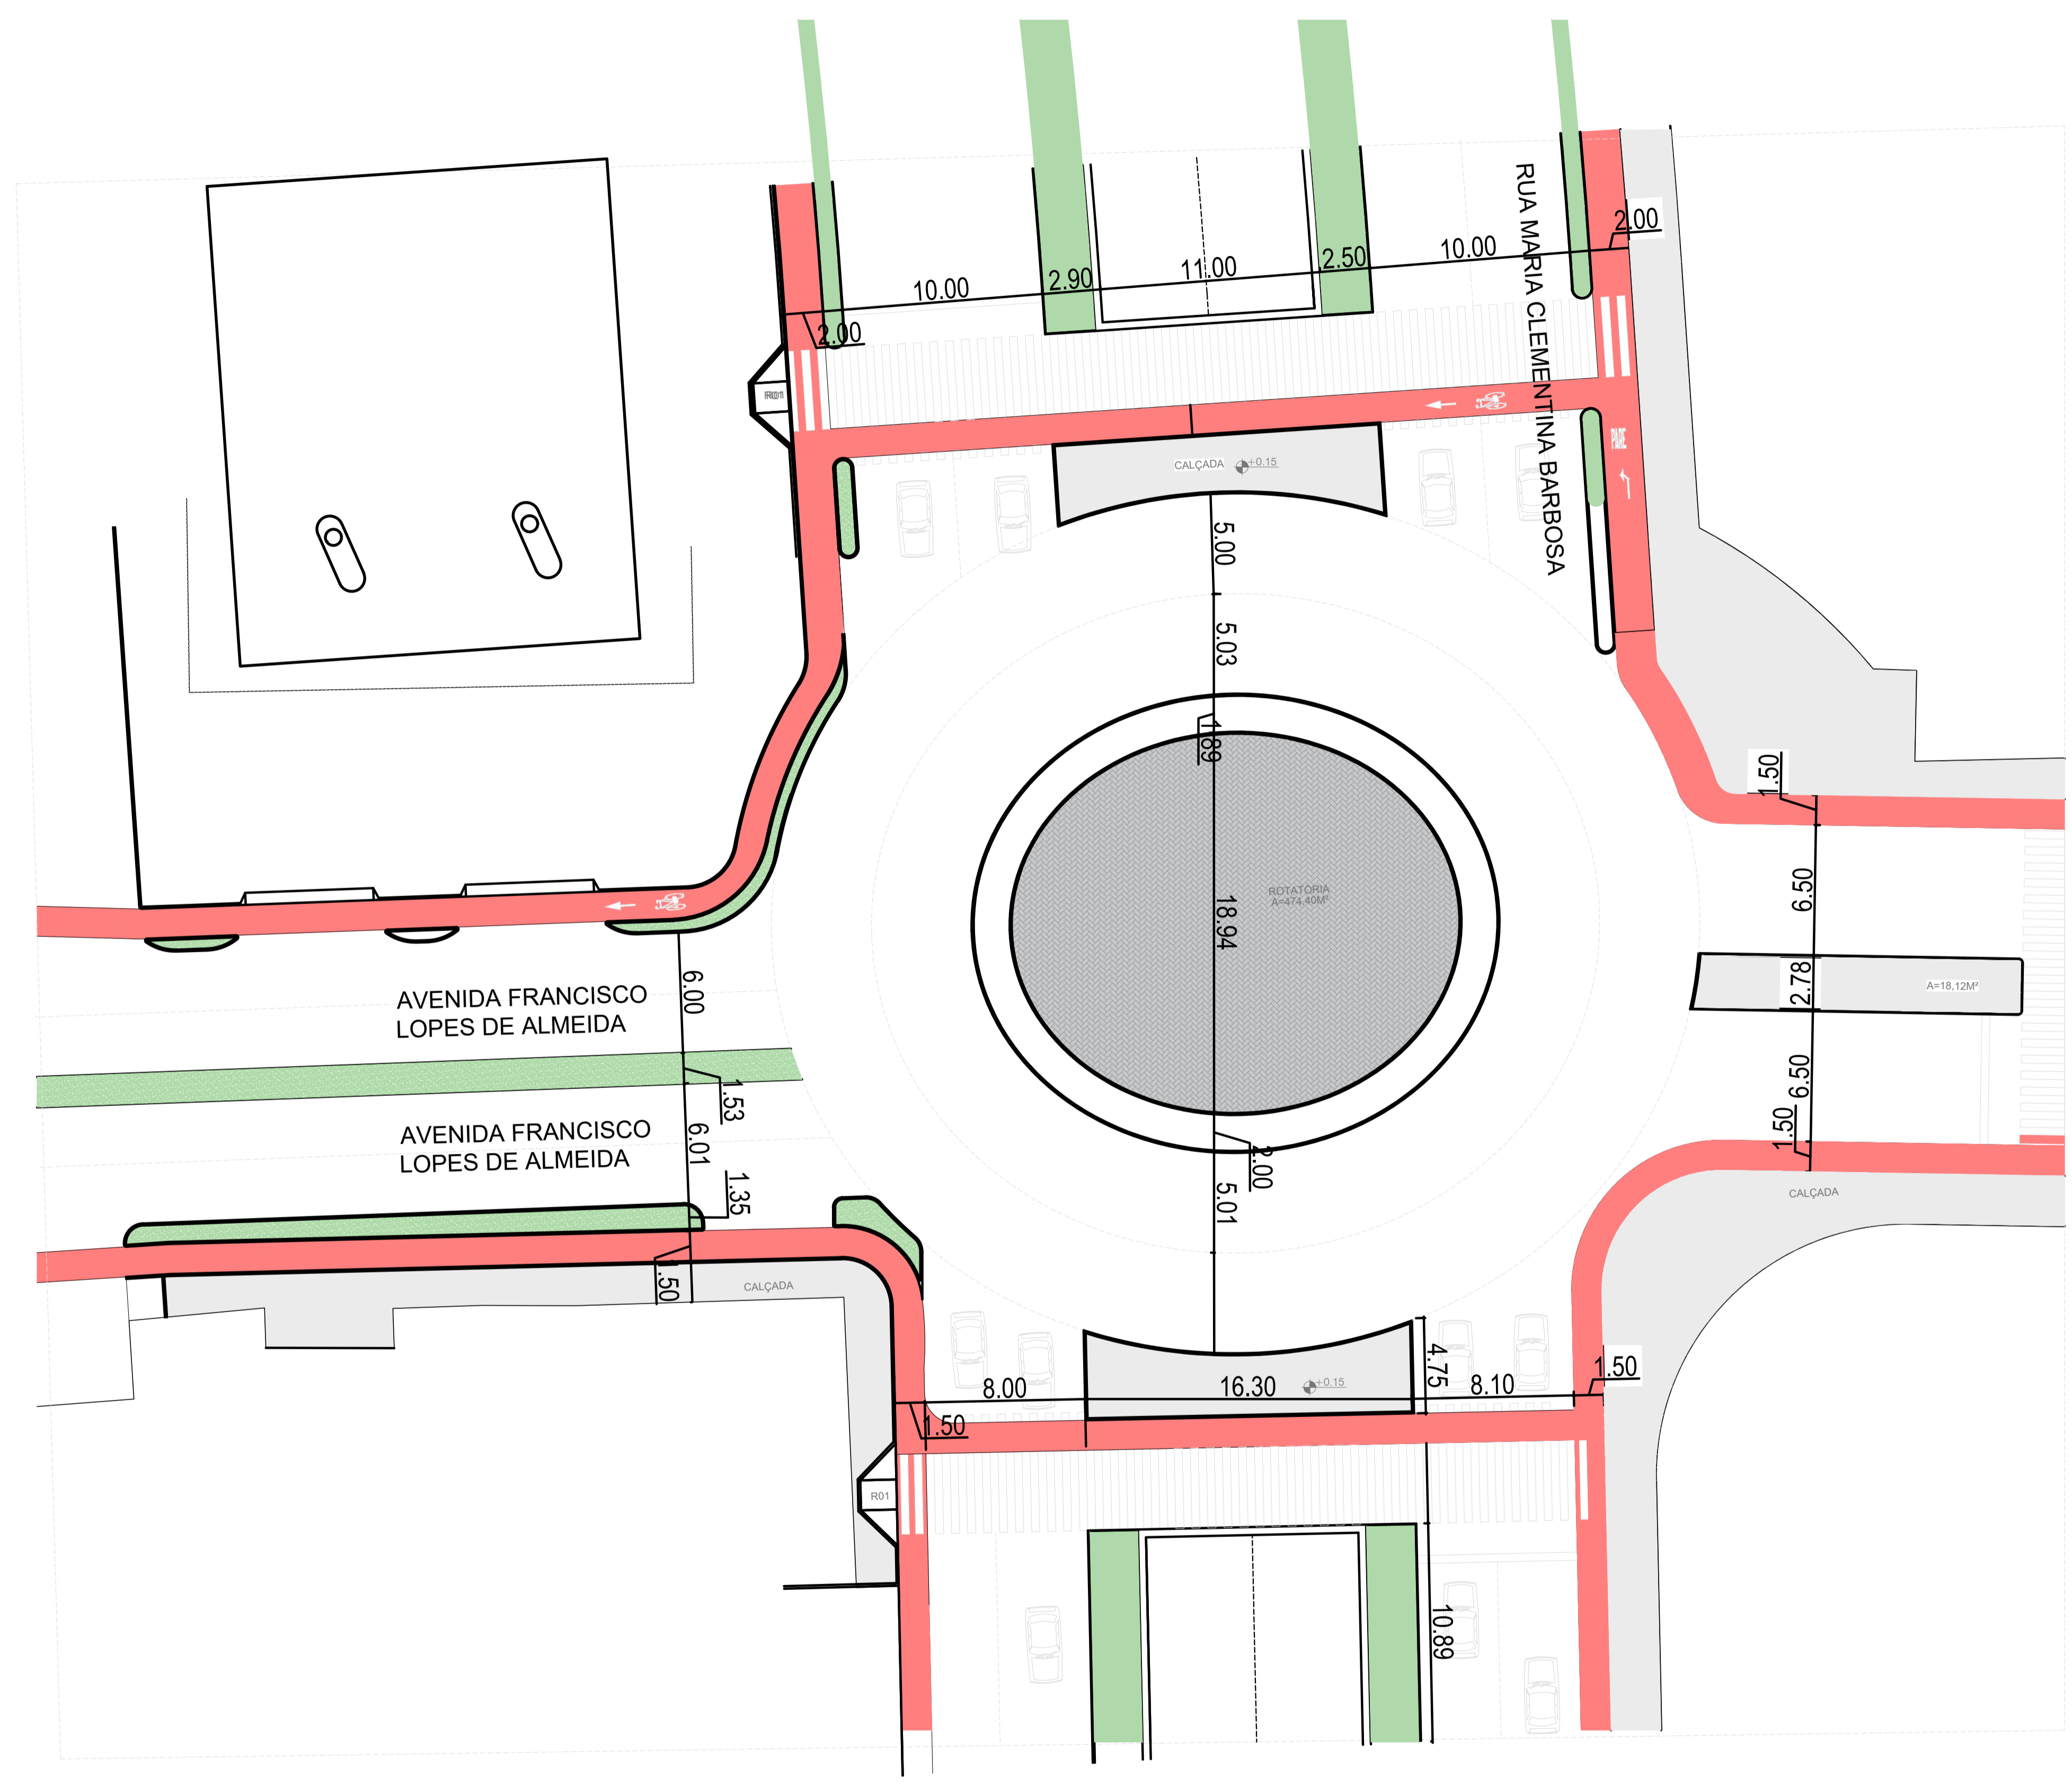 RUA MARIA CLEMENTINA BARBOSA
2.00
10.00
2.50
11.00
2.90
10.00
2.00
R01
PARE
CALÇADA
+0.15
5.00
5.03
1.89
1.50
6.50
ROTATÓRIA
A=474,40M²
18.94
2.78
A=18,12M²
6.00
AVENIDA FRANCISCO
LOPES DE ALMEIDA
6.50
1.53
1.50
AVENIDA FRANCISCO
LOPES DE ALMEIDA
6.01
1.35
2.00
5.01
CALÇADA
1.50
CALÇADA
4.75
1.50
8.00
16.30
+0.15
8.10
1.50
R01
10.89